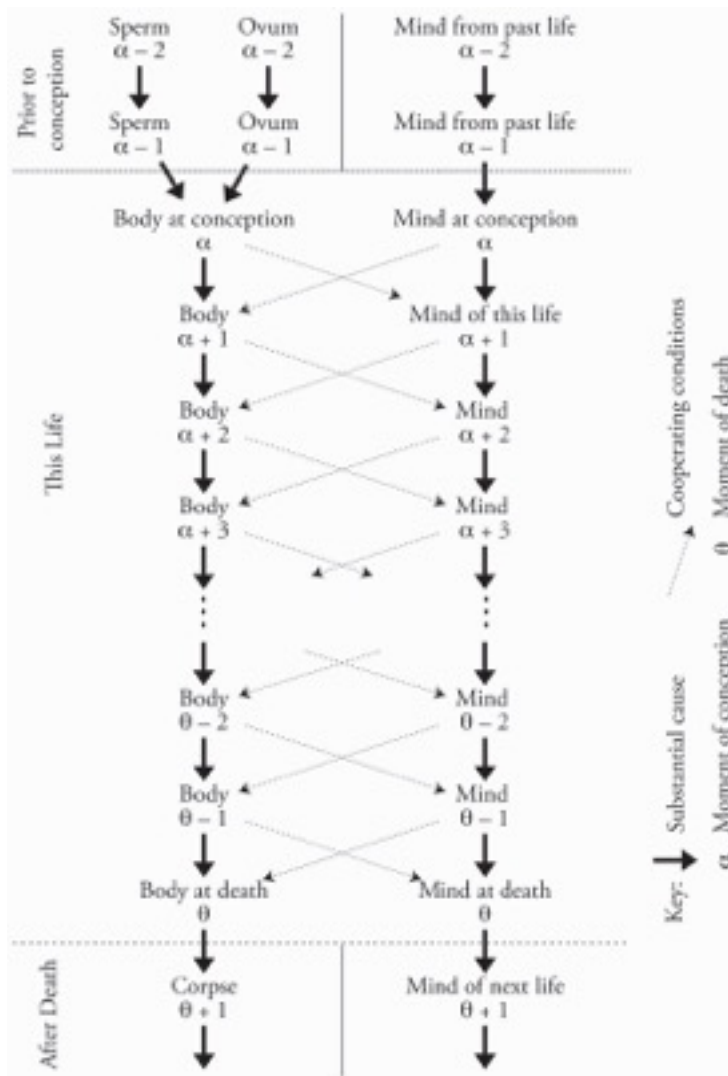 Prior to
conception
Sperm
α – 2
Ovum
α – 2
Mind from past life
α – 2
Sperm
α – 1
Ovum
α – 1
Mind from past life
α – 1
This Life
Body at conception
α
Mind at conception
α
Body
α + 1
Mind of this life
α + 1
Body
α + 2
Mind
α + 2
Body
α + 3
Mind
α + 3
Body
θ – 2
Mind
θ – 2
Body
θ – 1
Mind
θ – 1
Body at death
θ
Mind at death
θ
After Death
Corpse
θ + 1
Mind of next life
θ + 1
Key:
Substantial cause
Cooperating conditions
α Moment of conception
θ Moment of death